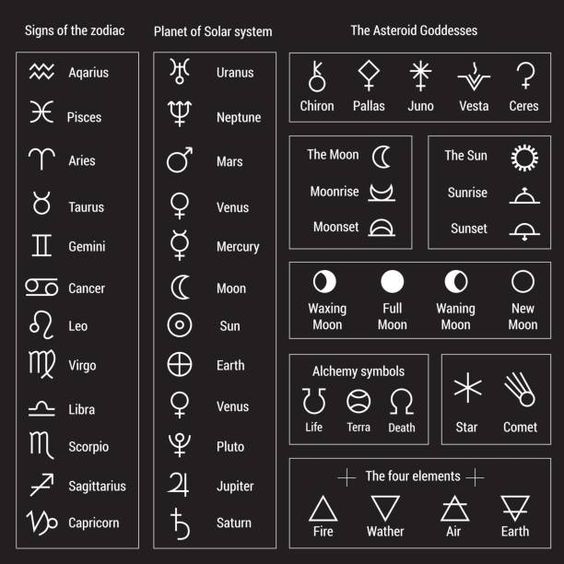 Signs of the zodiac
Aqarius
Pisces
Aries
Taurus
Gemini
Cancer
Leo
Virgo
Libra
Scorpio
Sagittarius
Capricorn
Planet of Solar system
Uranus
Neptune
Mars
Venus
Mercury
Moon
Sun
Earth
Venus
Pluto
Jupiter
Saturn
The Asteroid Goddesses
Chiron Pallas Juno Vesta Ceres
The Moon
Moonrise
Moonset
The Sun
Sunrise
Sunset
Waxing Moon
Full Moon
Waning Moon
New Moon
Alchemy symbols
Life Terra Death
Star Comet
The four elements
Fire Wather Air Earth